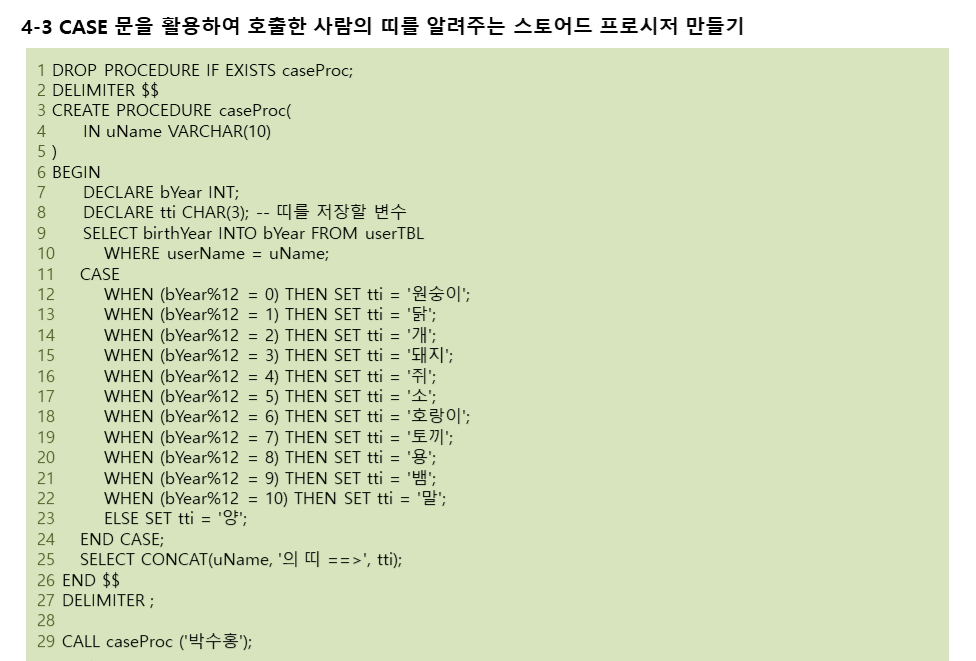 4-3 CASE 문을 활용하여 호출한 사람의 띠를 알려주는 스토어드 프로시저 만들기
1 DROP PROCEDURE IF EXISTS caseProc;
2 DELIMITER $$
3 CREATE PROCEDURE caseProc(
4 IN uName VARCHAR(10)
5 )
6 BEGIN
7 DECLARE bYear INT;
8 DECLARE tti CHAR(3); -- 띠를 저장할 변수
9 SELECT birthYear INTO bYear FROM userTBL
10 WHERE userName = uName;
11 CASE
12 WHEN (bYear%12 = 0) THEN SET tti = '원숭이';
13 WHEN (bYear%12 = 1) THEN SET tti = '닭';
14 WHEN (bYear%12 = 2) THEN SET tti = '개';
15 WHEN (bYear%12 = 3) THEN SET tti = '돼지';
16 WHEN (bYear%12 = 4) THEN SET tti = '쥐';
17 WHEN (bYear%12 = 5) THEN SET tti = '소';
18 WHEN (bYear%12 = 6) THEN SET tti = '호랑이';
19 WHEN (bYear%12 = 7) THEN SET tti = '토끼';
20 WHEN (bYear%12 = 8) THEN SET tti = '용';
21 WHEN (bYear%12 = 9) THEN SET tti = '뱀';
22 WHEN (bYear%12 = 10) THEN SET tti = '말';
23 ELSE SET tti = '양';
24 END CASE;
25 SELECT CONCAT(uName, '의 띠 ==>', tti);
26 END $$
27 DELIMITER ;
28
29 CALL caseProc ('박수홍');